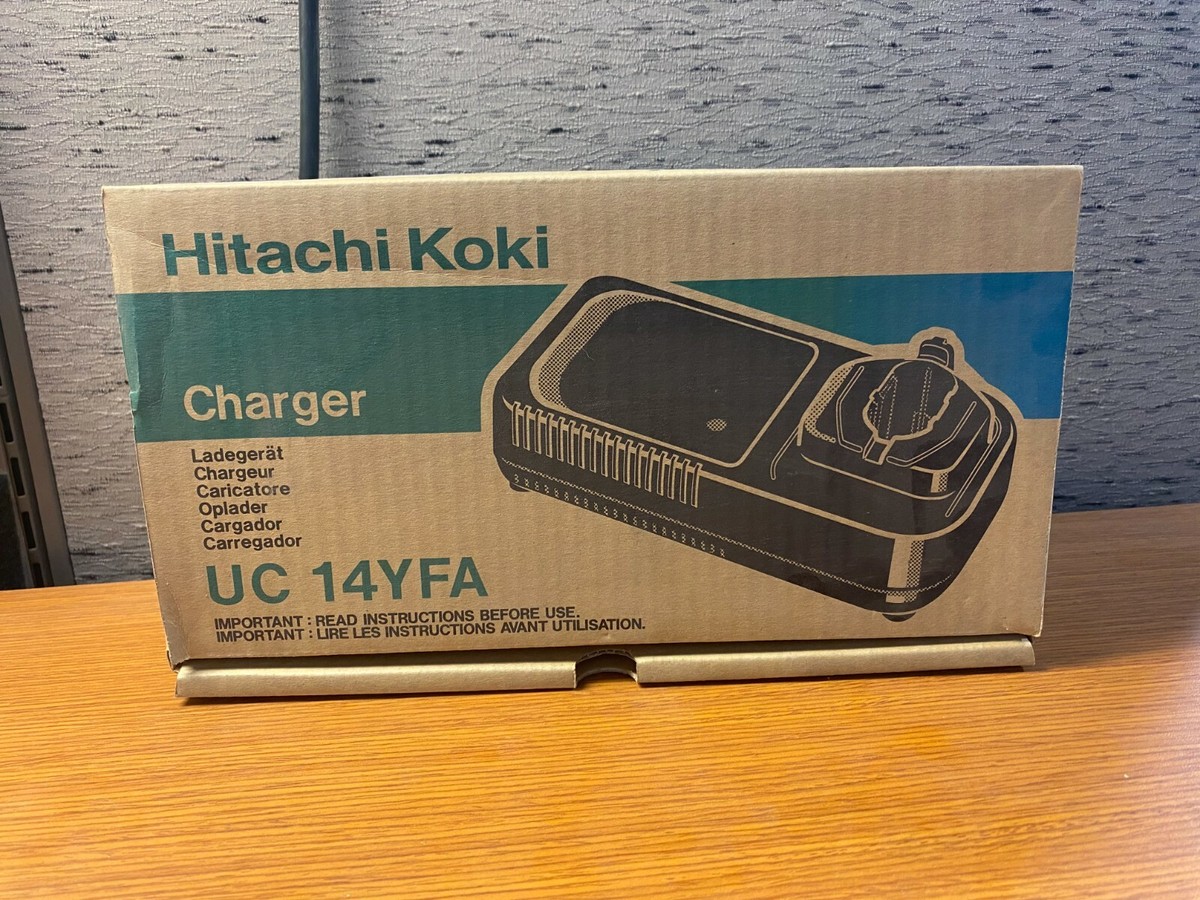 Hitachi Koki
Charger
Ladegerät
Chargeur
Caricatore
Oplader
Cargador
Carregador
UC 14YFA
IMPORTANT : READ INSTRUCTIONS BEFORE USE.
IMPORTANT : LIRE LES INSTRUCTIONS AVANT UTILISATION.